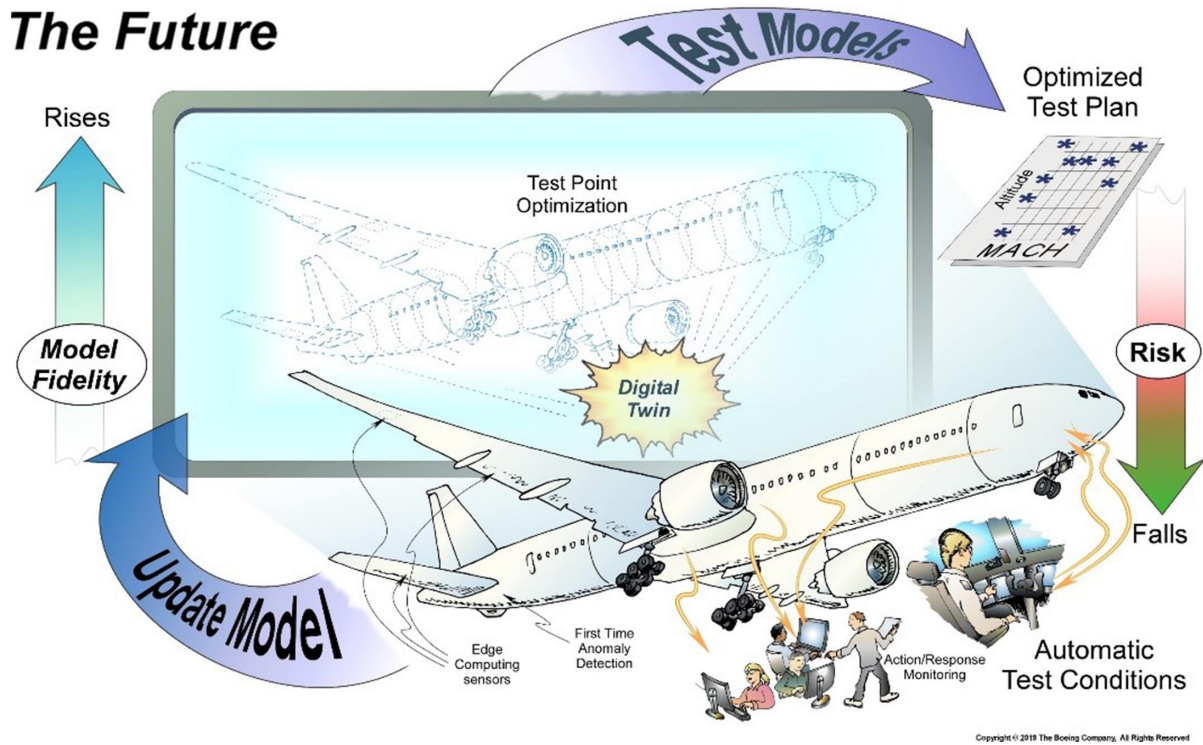 The Future
Test Models
Optimized
Test Plan
Rises
Test Point
Optimization
Altitude
MACH
Model
Fidelity
Risk
Digital
Twin
Falls
Update Model
Edge
Computing
sensors
First Time
Anomaly
Detection
Action/Response
Monitoring
Automatic
Test Conditions
Copyright © 2019 The Boeing Company, All Rights Reserved